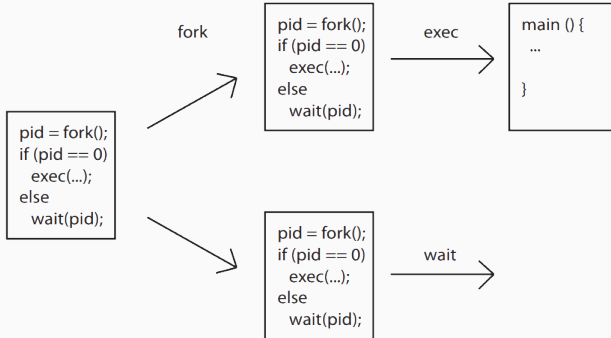 fork
pid = fork();
if (pid == 0)
exec(...);
else
wait(pid);
exec
main () {
...
}
pid = fork();
if (pid == 0)
exec(...);
else
wait(pid);
pid = fork();
if (pid == 0)
exec(...);
else
wait(pid);
wait